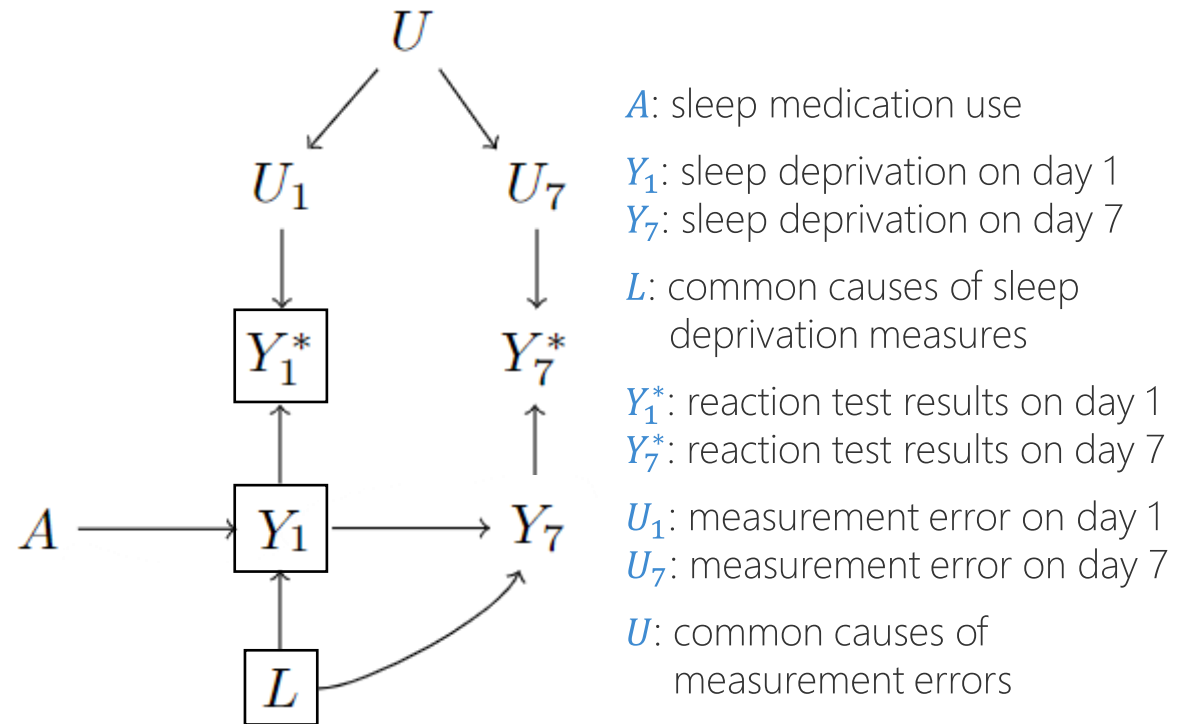 U
U₁ U₇
Y₁* Y₇*
A Y₁ Y₇
L
A: sleep medication use
Y₁: sleep deprivation on day 1
Y₇: sleep deprivation on day 7
L: common causes of sleep
deprivation measures
Y₁*: reaction test results on day 1
Y₇*: reaction test results on day 7
U₁: measurement error on day 1
U₇: measurement error on day 7
U: common causes of
measurement errors